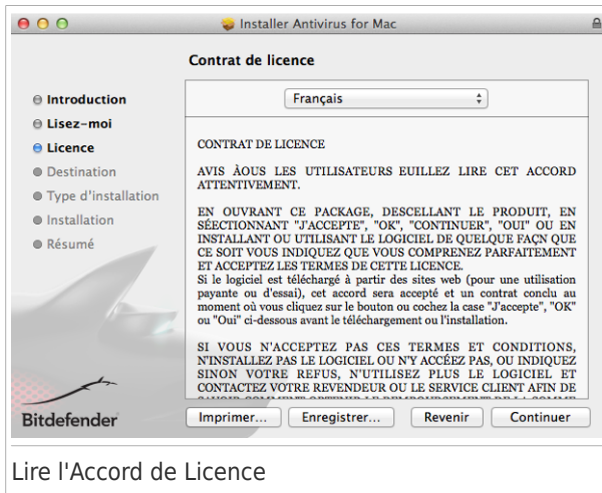 Installer Antivirus for Mac
Contrat de licence
Introduction
Lisez-moi
Licence
Destination
Type d'installation
Installation
Résumé
Français
CONTRAT DE LICENCE
AVIS ÀOUS LES UTILISATEURS EUILLEZ LIRE CET ACCORD
ATTENTIVEMENT.
EN OUVRANT CE PACKAGE, DESCELLANT LE PRODUIT, EN
SÉECTIONNANT "J'ACCEPTE", "OK", "CONTINUER", "OUI" OU EN
INSTALLANT OU UTILISANT LE LOGICIEL DE QUELQUE FAÇN QUE
CE SOIT VOUS INDIQUEZ QUE VOUS COMPRENEZ PARFAITEMENT
ET ACCEPTEZ LES TERMES DE CETTE LICENCE.
Si le logiciel est téléchargé à partir des sites web (pour une utilisation
payante ou d'essai), cet accord sera accepté et un contrat conclu au
moment où vous cliquez sur le bouton ou cochez la case "J'accepte", "OK"
ou "Oui" ci-dessous avant le téléchargement ou l'installation.
SI VOUS N'ACCEPTEZ PAS CES TERMES ET CONDITIONS,
N'INSTALLEZ PAS LE LOGICIEL OU N'Y ACCÉEZ PAS, OU INDIQUEZ
SINON VOTRE REFUS, N'UTILISEZ PLUS LE LOGICIEL ET
CONTACTEZ VOTRE REVENDEUR OU LE SERVICE CLIENT AFIN DE
SAVOIR COMMENT OBTENIR LE REMBOURSEMENT DE LA SOMME
Bitdefender
Imprimer...
Enregistrer...
Revenir
Continuer
Lire l'Accord de Licence